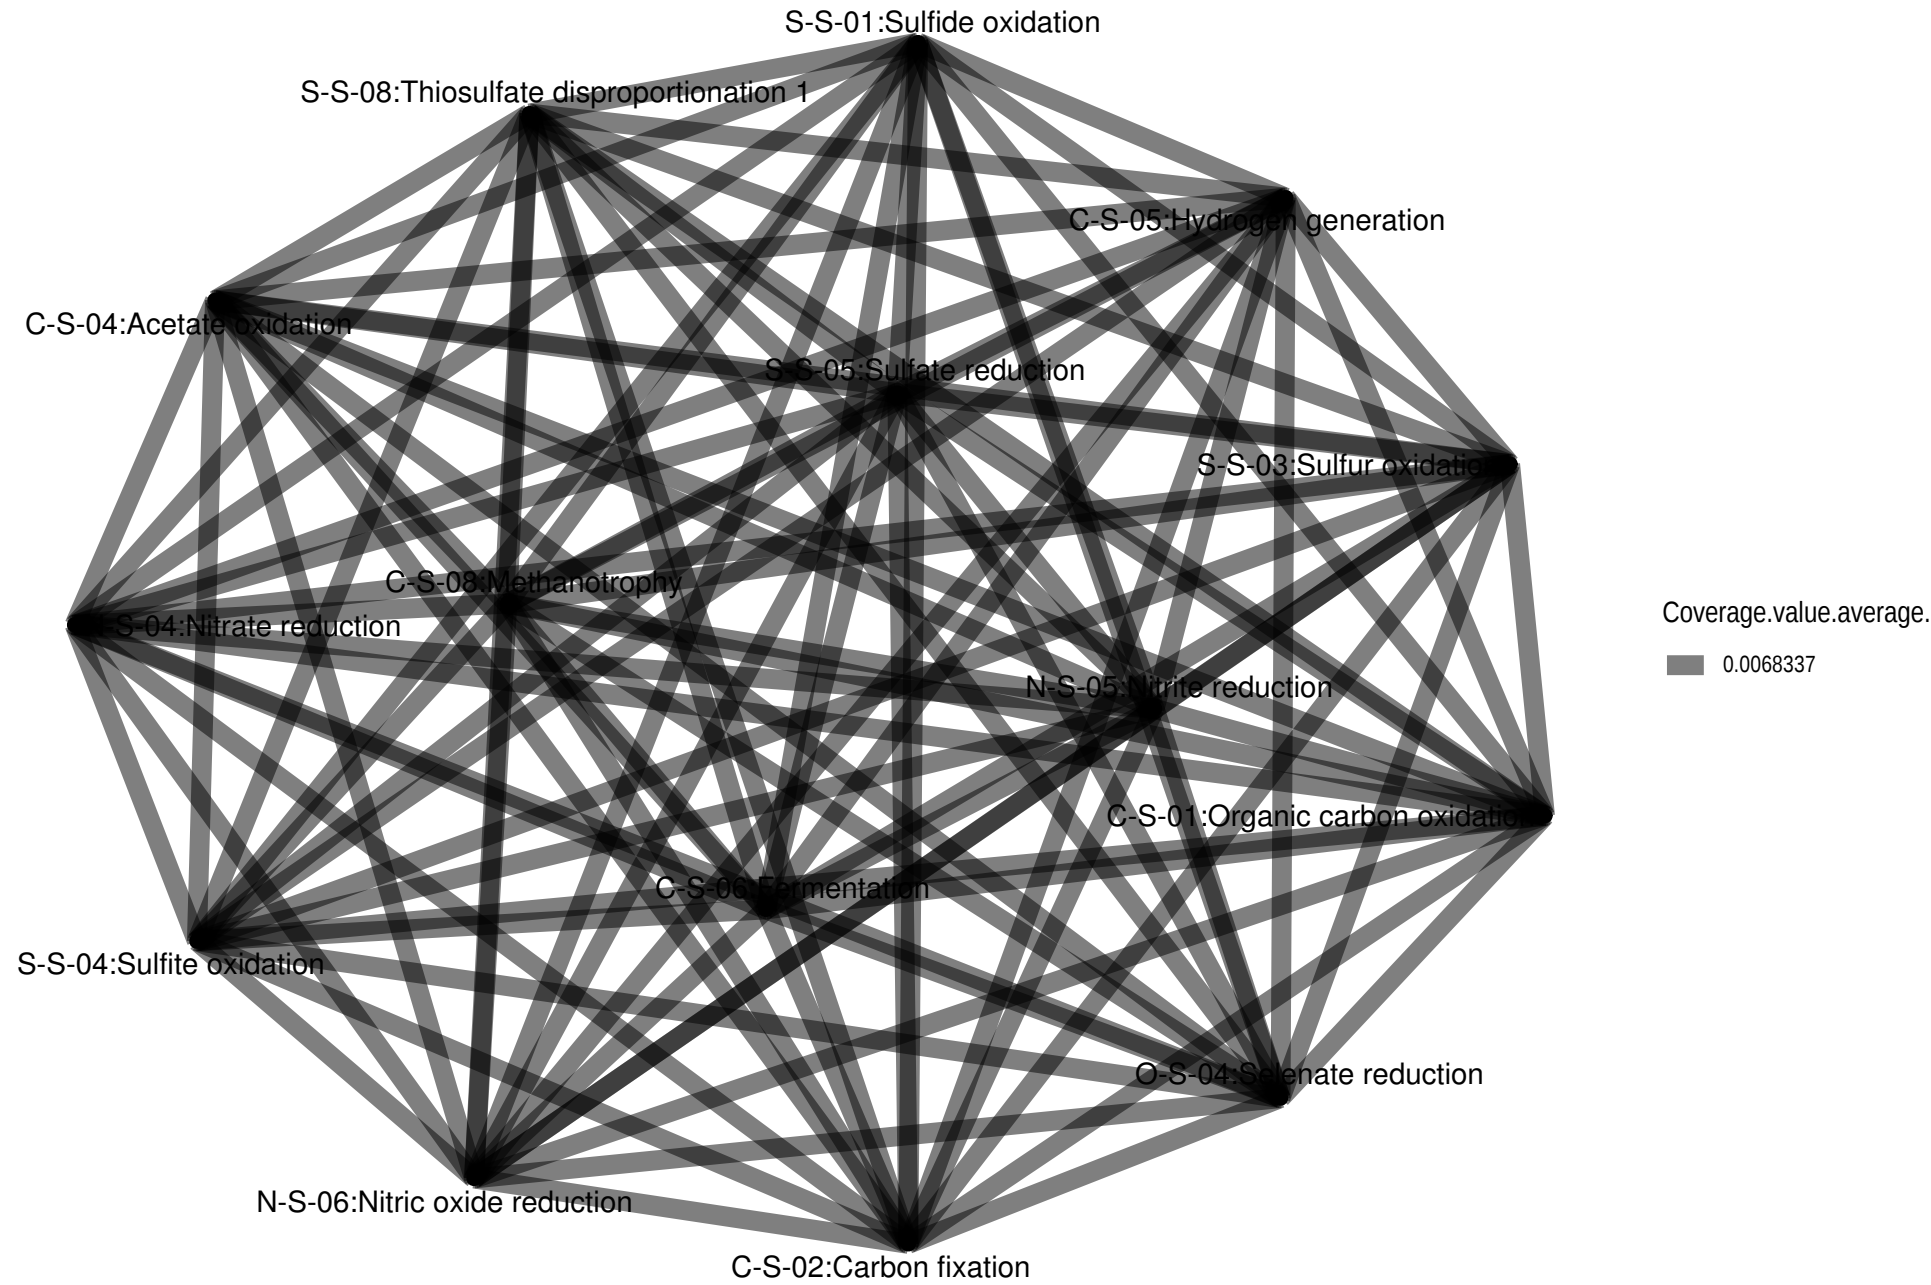 S-S-01:Sulfide oxidation
S-S-08:Thiosulfate disproportionation 1
C-S-05:Hydrogen generation
C-S-04:Acetate oxidation
S-S-05:Sulfate reduction
S-S-03:Sulfur oxidation
C-S-08:Methanotrophy
Coverage.value.average.
S-04:Nitrate reduction
0.0068337
N-S-05:Nitrite reduction
C-S-01:Organic carbon oxidation
C-S-06:Fermentation
S-S-04:Sulfite oxidation
O-S-04:Selenate reduction
N-S-06:Nitric oxide reduction
C-S-02:Carbon fixation